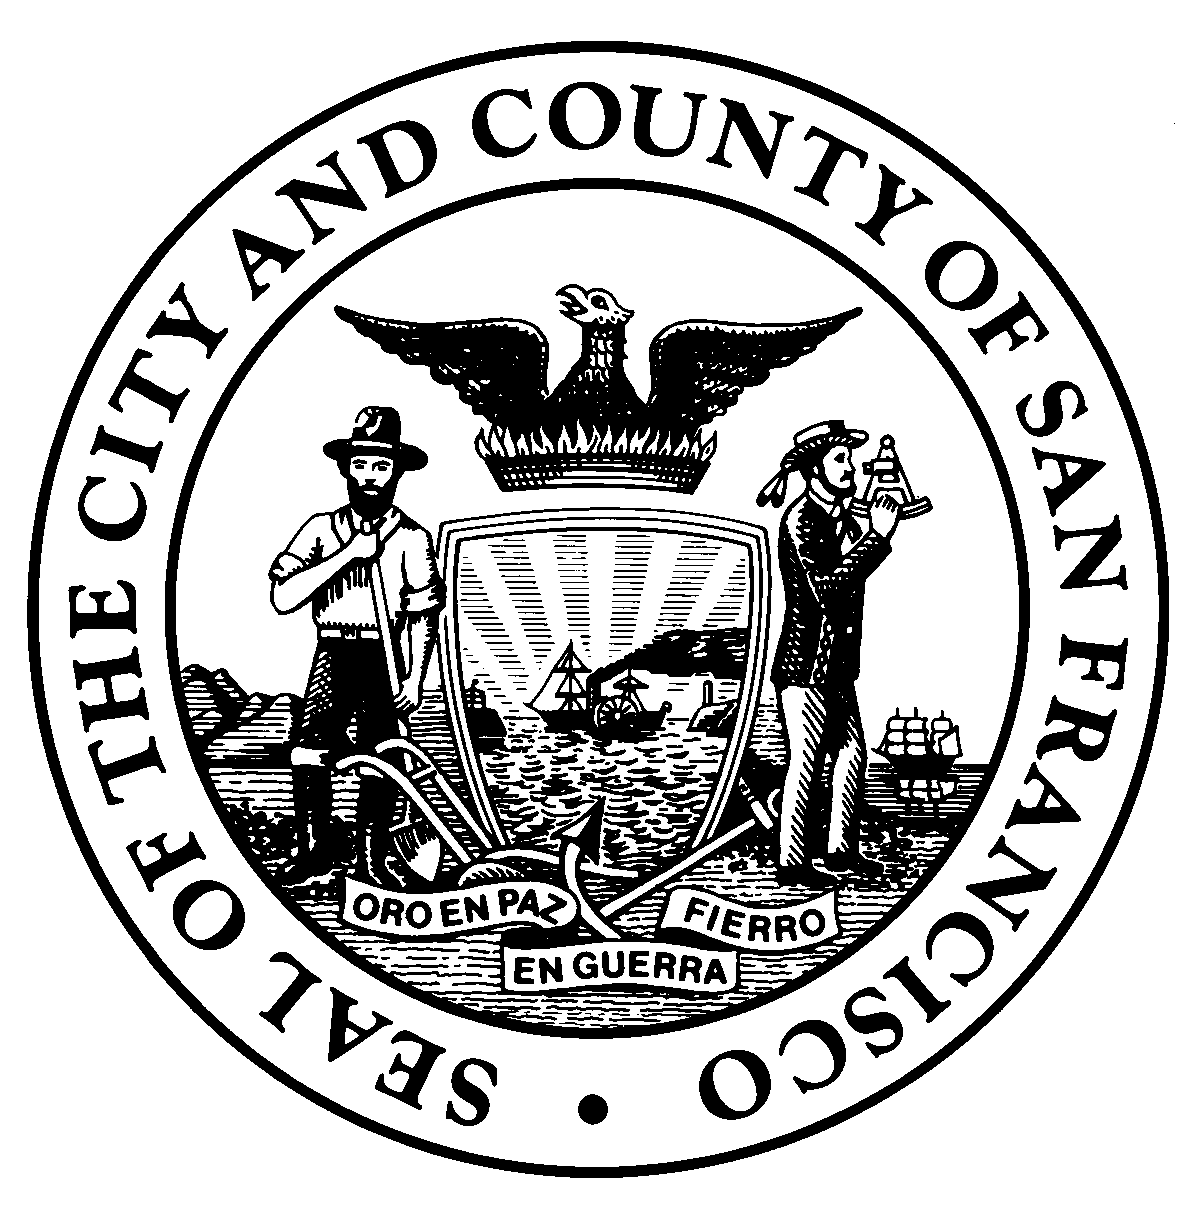 SEAL OF THE CITY AND COUNTY OF SAN FRANCISCO •
ORO EN PAZ
FIERRO
EN GUERRA